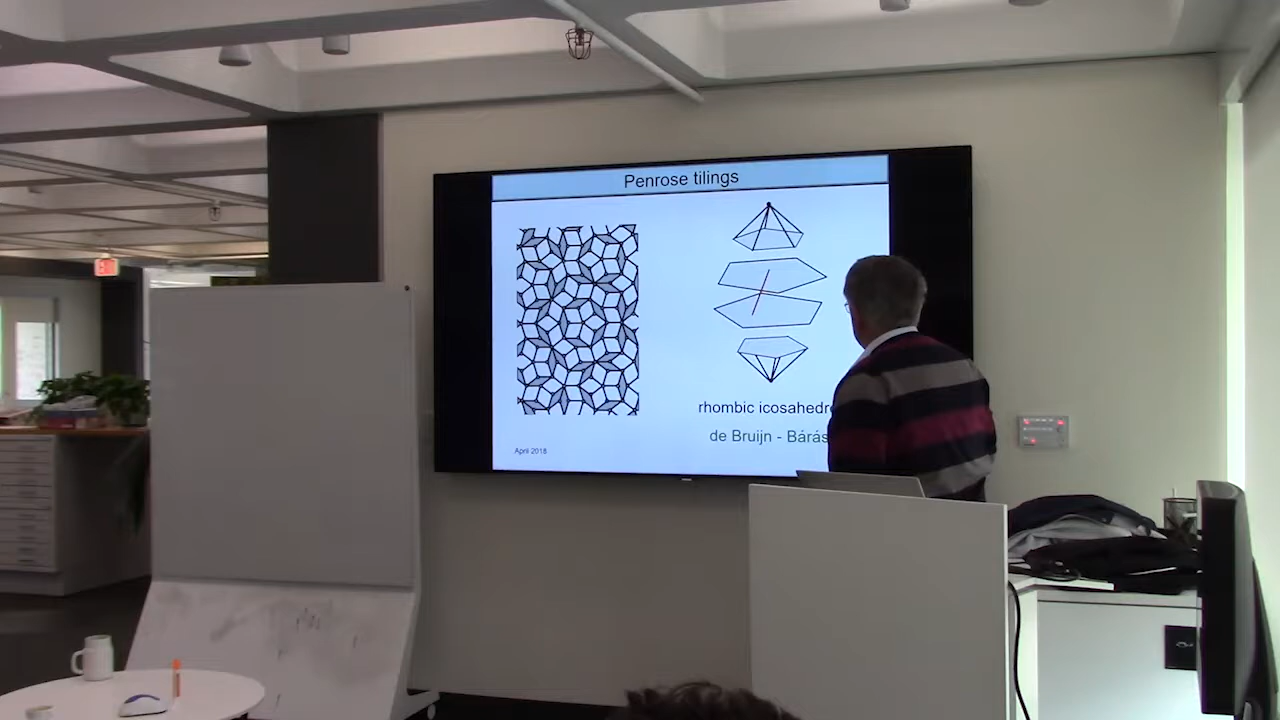 Penrose tilings
rhombic icosahedr
de Bruijn - Bárás
April 2018